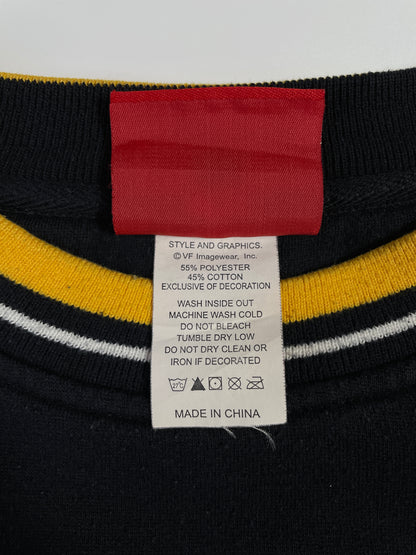 STYLE AND GRAPHICS.
© VF Imagewear, Inc.
55% POLYESTER
45% COTTON
EXCLUSIVE OF DECORATION
WASH INSIDE OUT
MACHINE WASH COLD
DO NOT BLEACH
TUMBLE DRY LOW
DO NOT DRY CLEAN OR
IRON IF DECORATED
27°C
MADE IN CHINA